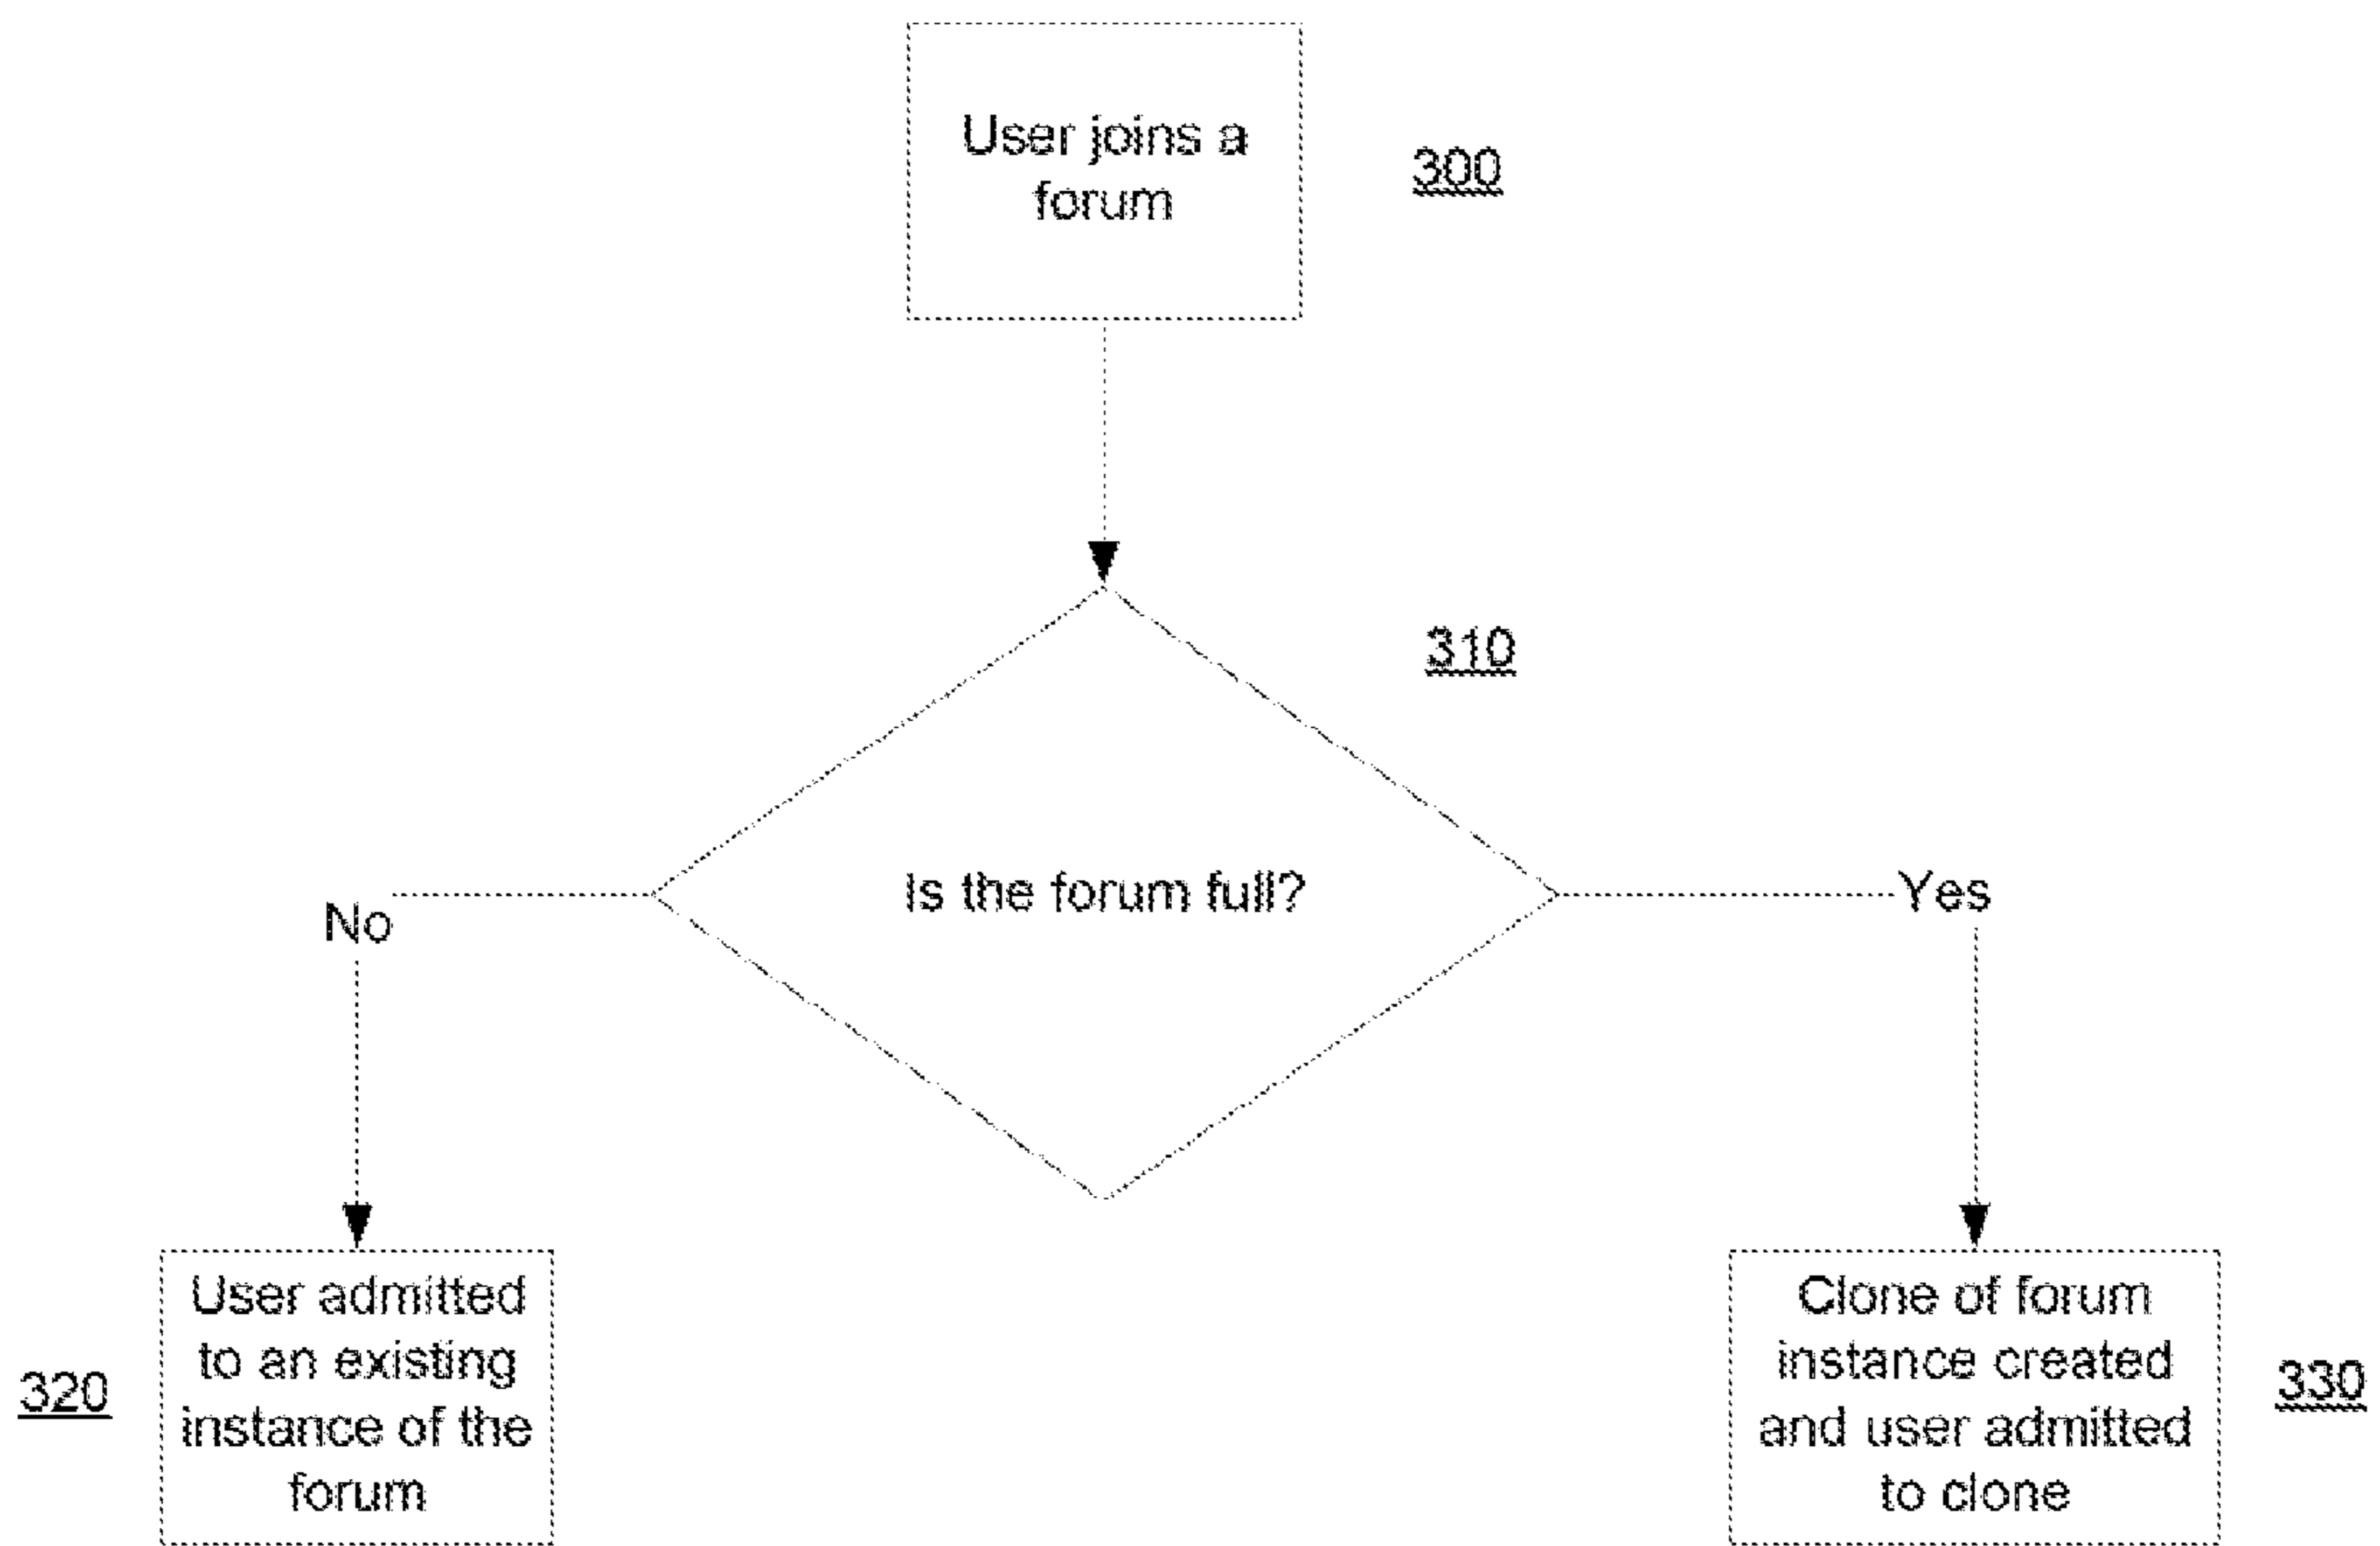 User joins a
forum
300
310
Is the forum full?
No
Yes
User admitted
to an existing
instance of the
forum
320
Clone of forum
instance created
and user admitted
to clone
330